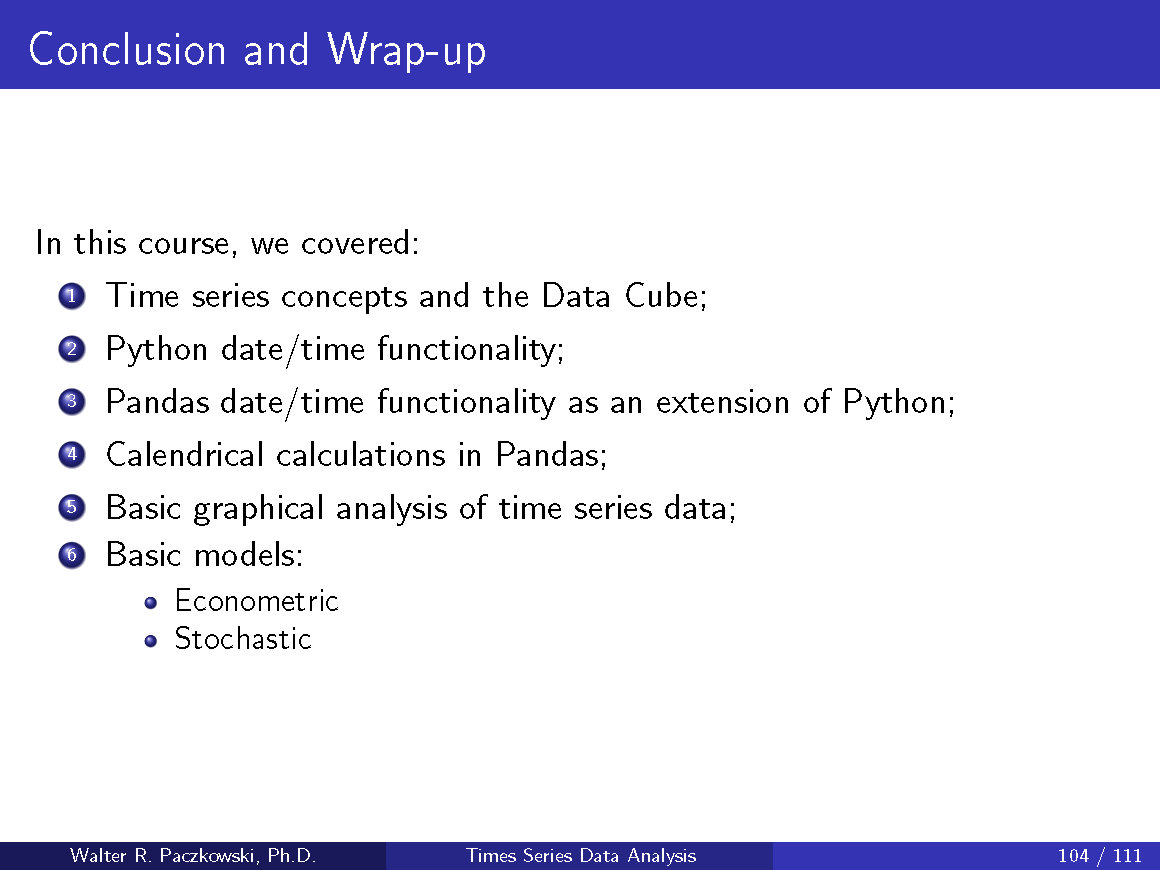 Conclusion and Wrap-up
In this course, we covered:
1 Time series concepts and the Data Cube;
2 Python date/time functionality;
3 Pandas date/time functionality as an extension of Python;
4 Calendrical calculations in Pandas;
5 Basic graphical analysis of time series data;
6 Basic models:
Econometric
Stochastic
Walter R. Paczkowski, Ph.D. Times Series Data Analysis 104 / 111